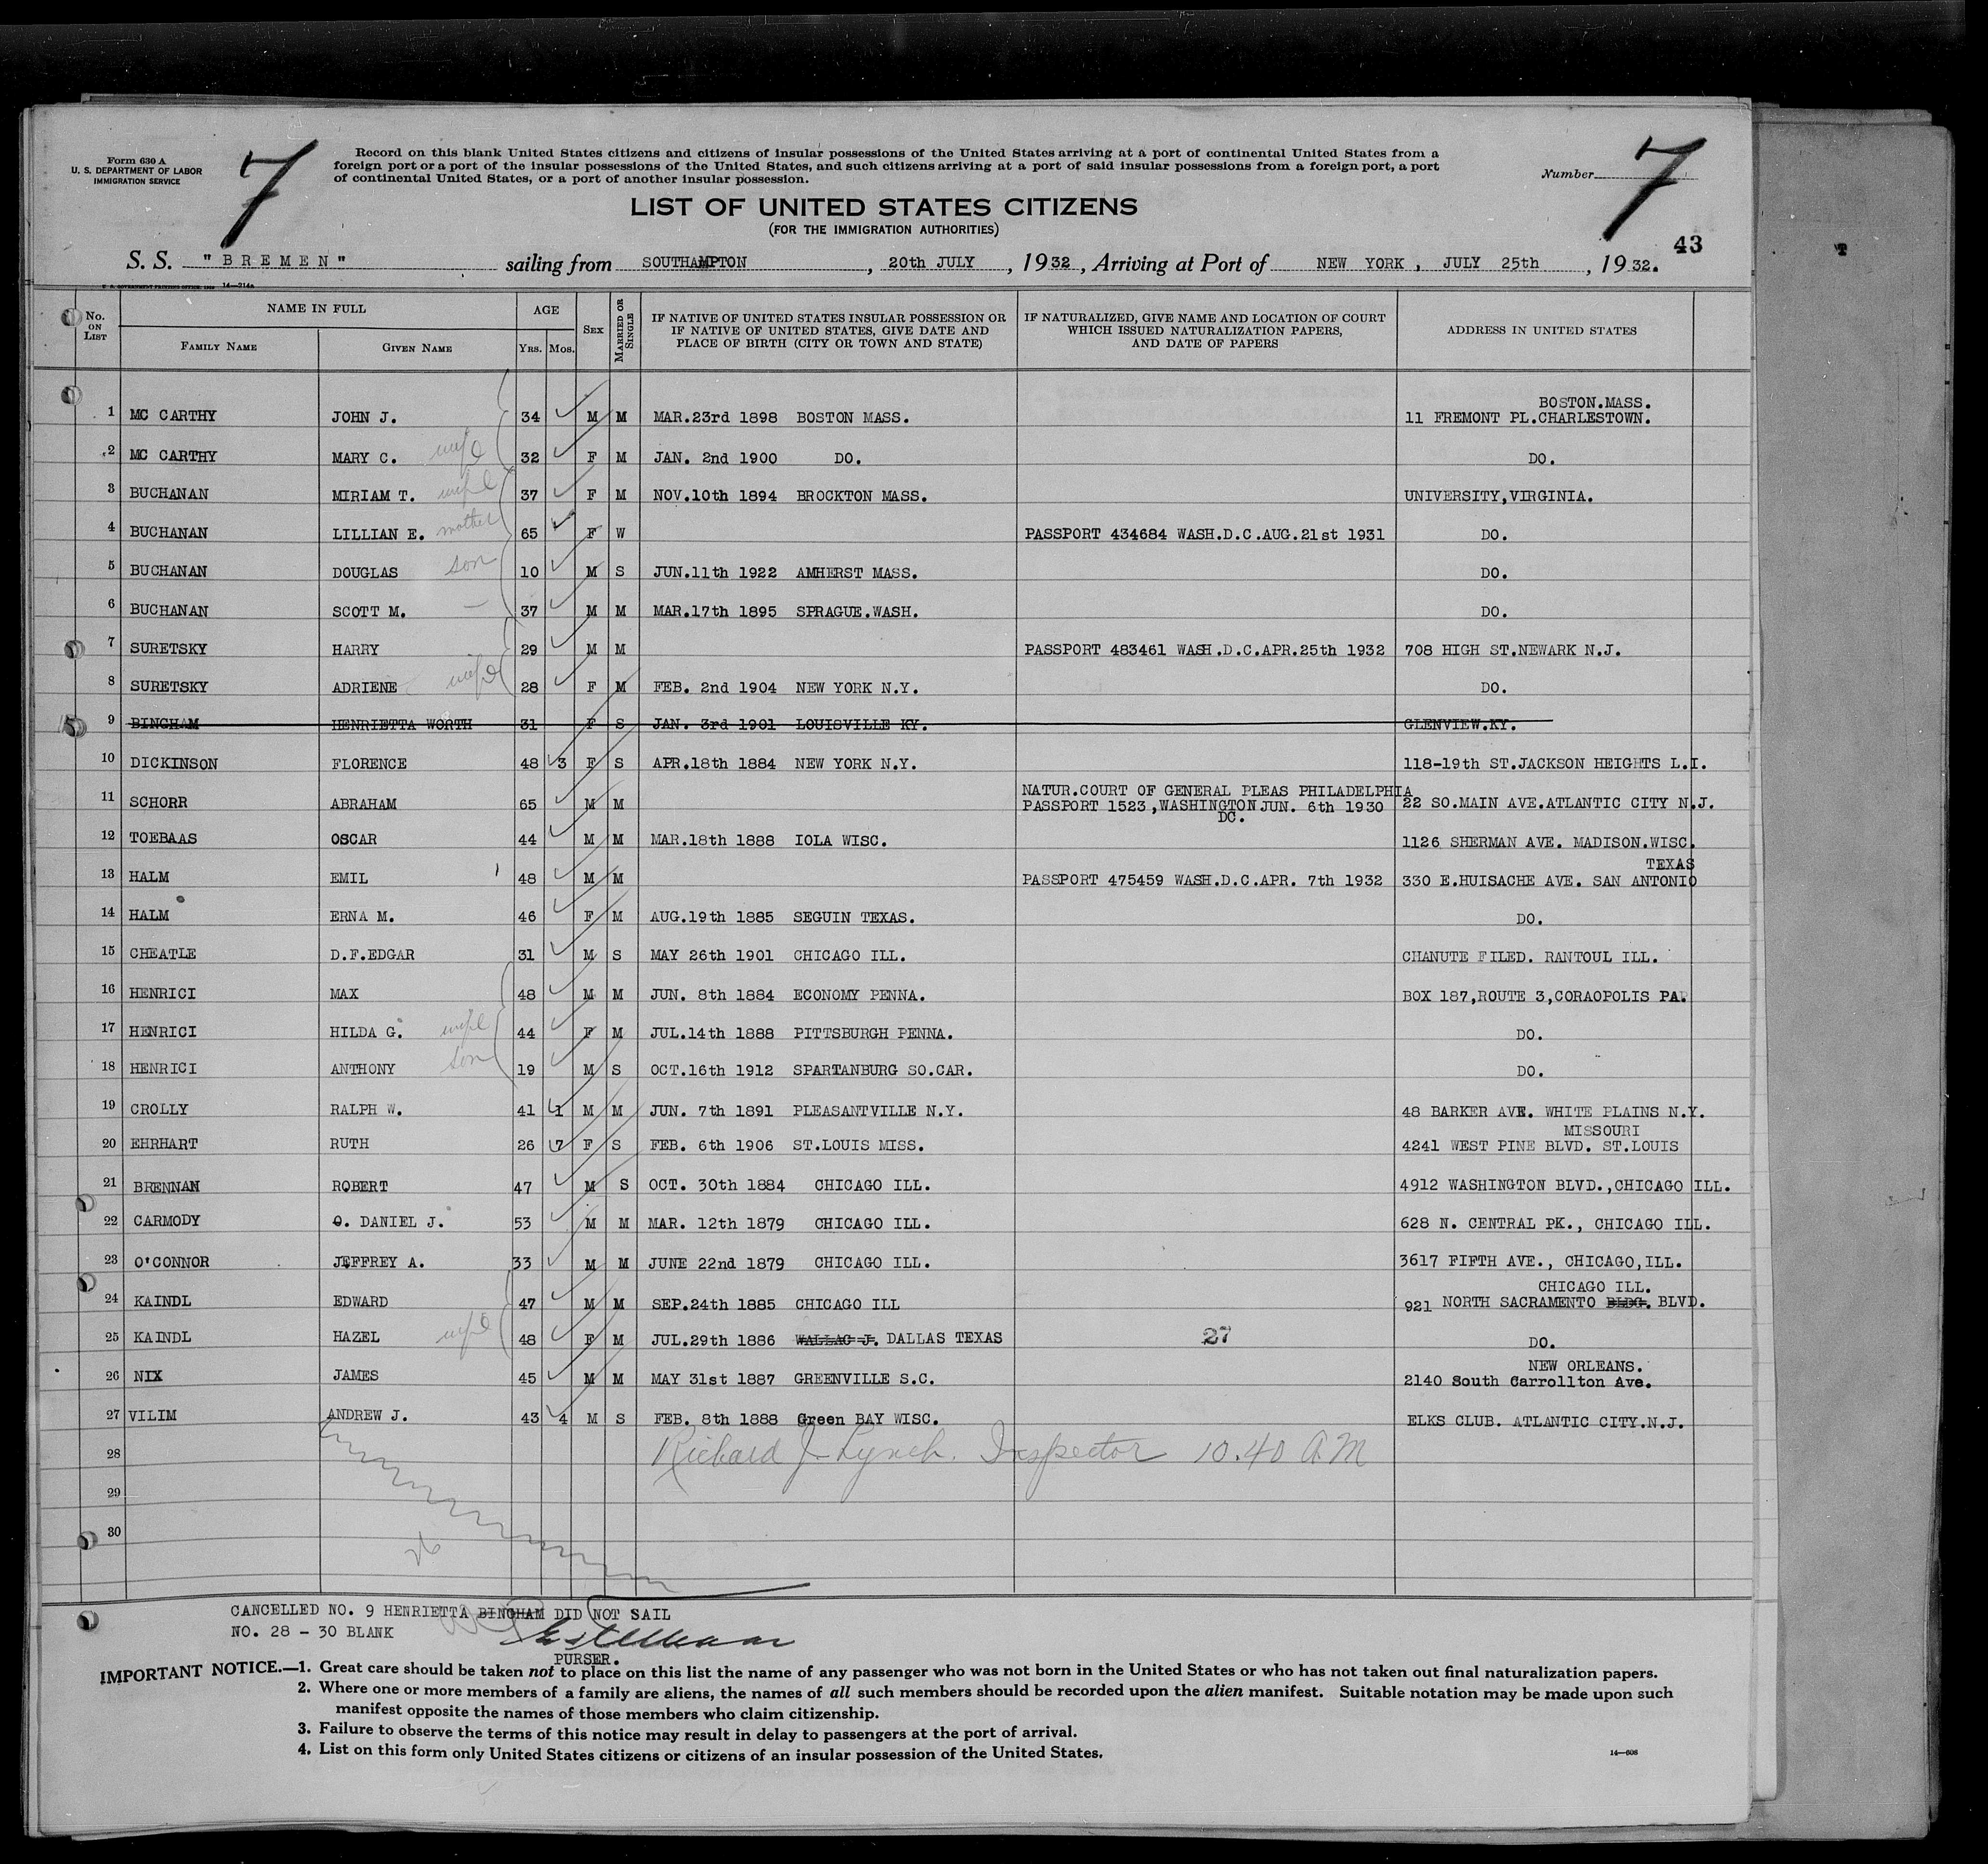 Form 630 A
U. S. DEPARTMENT OF LABOR
IMMIGRATION SERVICE
7
Record on this blank United States citizens and citizens of insular possessions of the United States arriving at a port of continental United States from a
foreign port or a port of the insular possessions of the United States, and such citizens arriving at a port of said insular possessions from a foreign port, a port
of continental United States, or a port of another insular possession.
Number
7
LIST OF UNITED STATES CITIZENS
(FOR THE IMMIGRATION AUTHORITIES)
43
S. S. "BREMEN" sailing from SOUTHAMPTON, 20th JULY, 1932, Arriving at Port of NEW YORK, JULY 25th, 1932.
U. S. GOVERNMENT PRINTING OFFICE: 14—214a
No. ON LIST
NAME IN FULL
FAMILY NAME
GIVEN NAME
AGE
YRS. MOS.
SEX
MARRIED OR SINGLE
IF NATIVE OF UNITED STATES INSULAR POSSESSION OR
IF NATIVE OF UNITED STATES, GIVE DATE AND
PLACE OF BIRTH (CITY OR TOWN AND STATE)
IF NATURALIZED, GIVE NAME AND LOCATION OF COURT
WHICH ISSUED NATURALIZATION PAPERS,
AND DATE OF PAPERS
ADDRESS IN UNITED STATES
BOSTON.MASS.
1 MC CARTHY JOHN J. 34 M M MAR.23rd 1898 BOSTON MASS. 11 FREMONT PL.CHARLESTOWN.
2 MC CARTHY MARY C. wife 32 F M JAN. 2nd 1900 DO. DO.
3 BUCHANAN MIRIAM T. wife 37 F M NOV.10th 1894 BROCKTON MASS. UNIVERSITY,VIRGINIA.
4 BUCHANAN LILLIAN E. mother 65 F W PASSPORT 434684 WASH.D.C.AUG.21st 1931 DO.
5 BUCHANAN DOUGLAS son 10 M S JUN.11th 1922 AMHERST MASS. DO.
6 BUCHANAN SCOTT M. — 37 M M MAR.17th 1895 SPRAGUE.WASH. DO.
7 SURETSKY HARRY 29 M M PASSPORT 483461 WASH.D.C.APR.25th 1932 708 HIGH ST.NEWARK N.J.
8 SURETSKY ADRIENE wife 28 F M FEB. 2nd 1904 NEW YORK N.Y. DO.
9 BINGHAM HENRIETTA WORTH 31 F S JAN. 3rd 1901 LOUISVILLE KY. GLENVIEW.KY.
10 DICKINSON FLORENCE 48 3 F S APR.18th 1884 NEW YORK N.Y. 118-19th ST.JACKSON HEIGHTS L.I.
NATUR.COURT OF GENERAL PLEAS PHILADELPHIA
11 SCHORR ABRAHAM 65 M M PASSPORT 1523,WASHINGTON JUN. 6th 1930 22 SO.MAIN AVE.ATLANTIC CITY N.J.
DC.
12 TOEBAAS OSCAR 44 M M MAR.18th 1888 IOLA WISC. 1126 SHERMAN AVE. MADISON.WISC.
TEXAS
13 HALM EMIL 48 M M PASSPORT 475459 WASH.D.C.APR. 7th 1932 330 E.HUISACHE AVE. SAN ANTONIO
14 HALM ERNA M. 46 F M AUG.19th 1885 SEGUIN TEXAS. DO.
15 CHEATLE D.F.EDGAR 31 M S MAY 26th 1901 CHICAGO ILL. CHANUTE FILED. RANTOUL ILL.
16 HENRICI MAX 48 M M JUN. 8th 1884 ECONOMY PENNA. BOX 187,ROUTE 3,CORAOPOLIS PA.
17 HENRICI HILDA G. wife 44 F M JUL.14th 1888 PITTSBURGH PENNA. DO.
18 HENRICI ANTHONY son 19 M S OCT.16th 1912 SPARTANBURG SO.CAR. DO.
19 CROLLY RALPH W. 41 1 M M JUN. 7th 1891 PLEASANTVILLE N.Y. 48 BARKER AVE. WHITE PLAINS N.Y.
MISSOURI
20 EHRHART RUTH 26 7 F S FEB. 6th 1906 ST.LOUIS MISS. 4241 WEST PINE BLVD. ST.LOUIS
21 BRENNAN ROBERT 47 M S OCT. 30th 1884 CHICAGO ILL. 4912 WASHINGTON BLVD.,CHICAGO ILL.
22 CARMODY O. DANIEL J. 53 M M MAR. 12th 1879 CHICAGO ILL. 628 N. CENTRAL PK., CHICAGO ILL.
23 O'CONNOR JEFFREY A. 33 M M JUNE 22nd 1879 CHICAGO ILL. 3617 FIFTH AVE., CHICAGO,ILL.
CHICAGO ILL.
24 KAINDL EDWARD 47 M M SEP.24th 1885 CHICAGO ILL 921 NORTH SACRAMENTO BLDG. BLVD.
25 KAINDL HAZEL wife 48 F M JUL.29th 1886 WALLAC J. DALLAS TEXAS 27 DO.
NEW ORLEANS.
26 NIX JAMES 45 M M MAY 31st 1887 GREENVILLE S.C. 2140 South Carrollton Ave.
27 VILIM ANDREW J. 43 4 M S FEB. 8th 1888 Green BAY WISC. ELKS CLUB. ATLANTIC CITY.N.J.
28 Richard J Lynch. Inspector 10.40 A.M
29
30
26
CANCELLED NO. 9 HENRIETTA BINGHAM DID NOT SAIL
NO. 28 - 30 BLANK
PURSER.
IMPORTANT NOTICE.—1. Great care should be taken not to place on this list the name of any passenger who was not born in the United States or who has not taken out final naturalization papers.
2. Where one or more members of a family are aliens, the names of all such members should be recorded upon the alien manifest. Suitable notation may be made upon such
manifest opposite the names of those members who claim citizenship.
3. Failure to observe the terms of this notice may result in delay to passengers at the port of arrival.
4. List on this form only United States citizens or citizens of an insular possession of the United States.
14—606